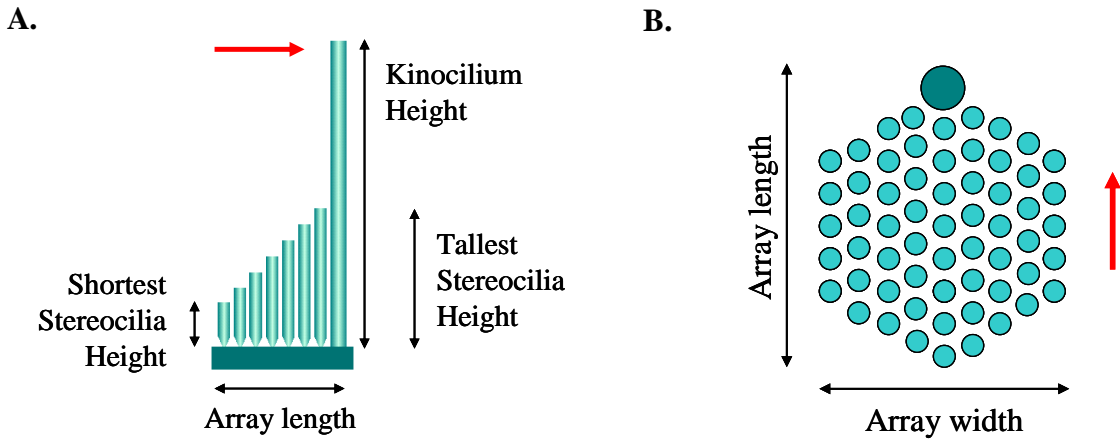 A.
Kinocilium
Height
Shortest
Stereocilia
Height
Tallest
Stereocilia
Height
Array length
B.
Array length
Array width